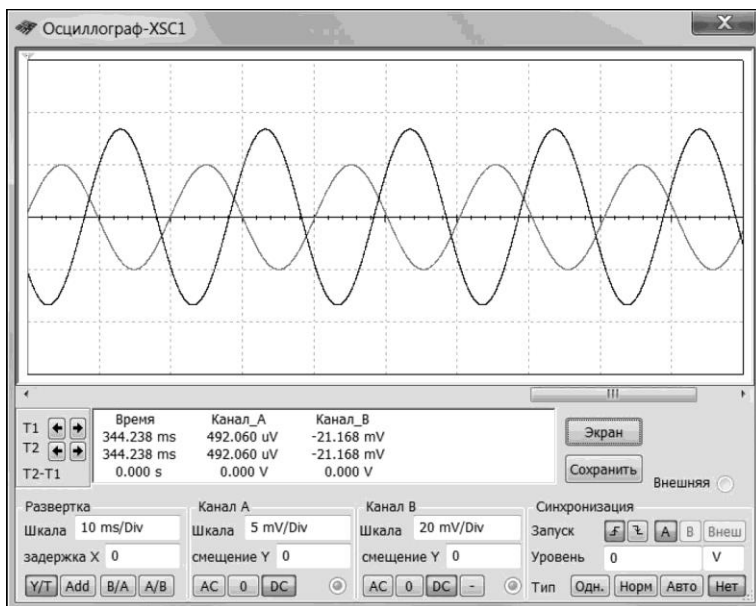 Осциллограф-XSC1
X
Время Канал_A Канал_B
T1 344.238 ms 492.060 uV -21.168 mV
T2 344.238 ms 492.060 uV -21.168 mV
T2-T1 0.000 s 0.000 V 0.000 V
Экран
Сохранить
Внешняя
Развертка
Шкала 10 ms/Div
задержка X 0
Y/T Add B/A A/B
Канал A
Шкала 5 mV/Div
смещение Y 0
AC 0 DC
Канал B
Шкала 20 mV/Div
смещение Y 0
AC 0 DC -
Синхронизация
Запуск A B Внеш
Уровень 0 V
Тип Одн. Норм Авто Нет